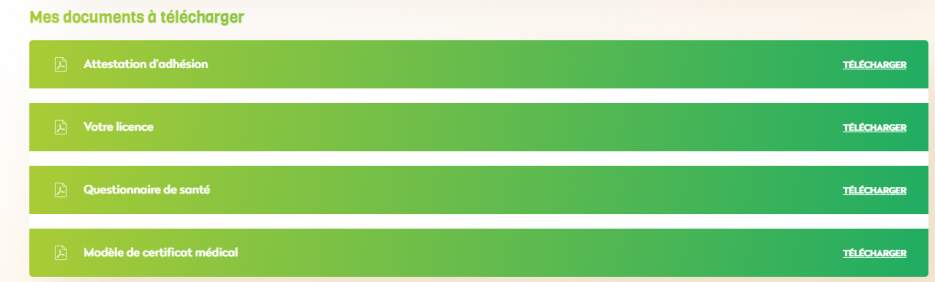 Mes documents à télécharger
Attestation d'adhésion TÉLÉCHARGER
Votre licence TÉLÉCHARGER
Questionnaire de santé TÉLÉCHARGER
Modèle de certificat médical TÉLÉCHARGER